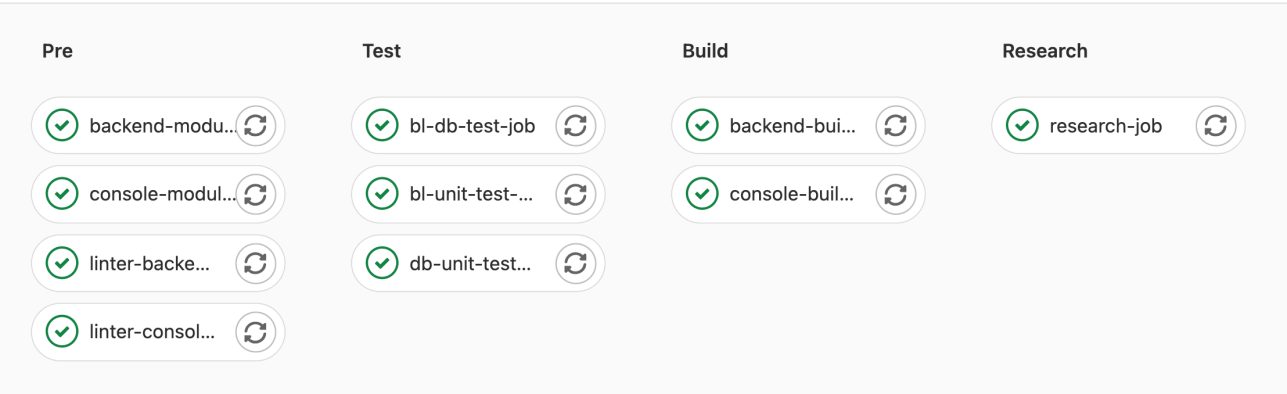 Pre
backend-modu...
console-modul...
linter-backe...
linter-consol...
Test
bl-db-test-job
bl-unit-test-...
db-unit-test...
Build
backend-bui...
console-buil...
Research
research-job